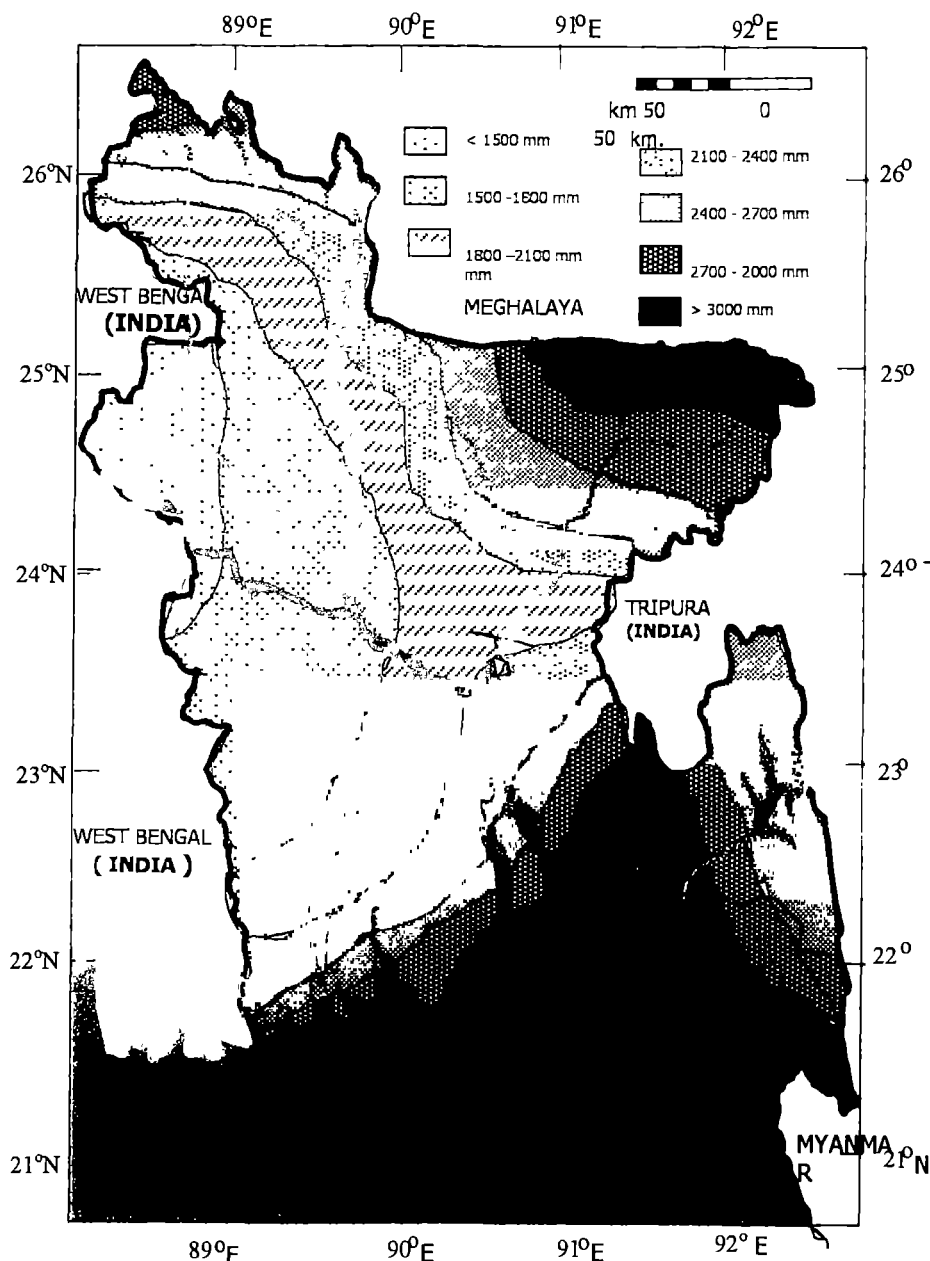 89°E 90°E 91°E 92°E
km 50 0
50 km.
< 1500 mm
1500 -1800 mm
1800 -2100 mm
mm
2100 - 2400 mm
2400 - 2700 mm
2700 - 2000 mm
> 3000 mm
26°N
26°
WEST BENGA
(INDIA)
MEGHALAYA
25°N
25°
24°N
24°
TRIPURA
(INDIA)
23°N
23°
WEST BENGAL
( INDIA )
22°N
22°
MYANMA
R
21°N
21°N
89°E 90°E 91°E 92°E